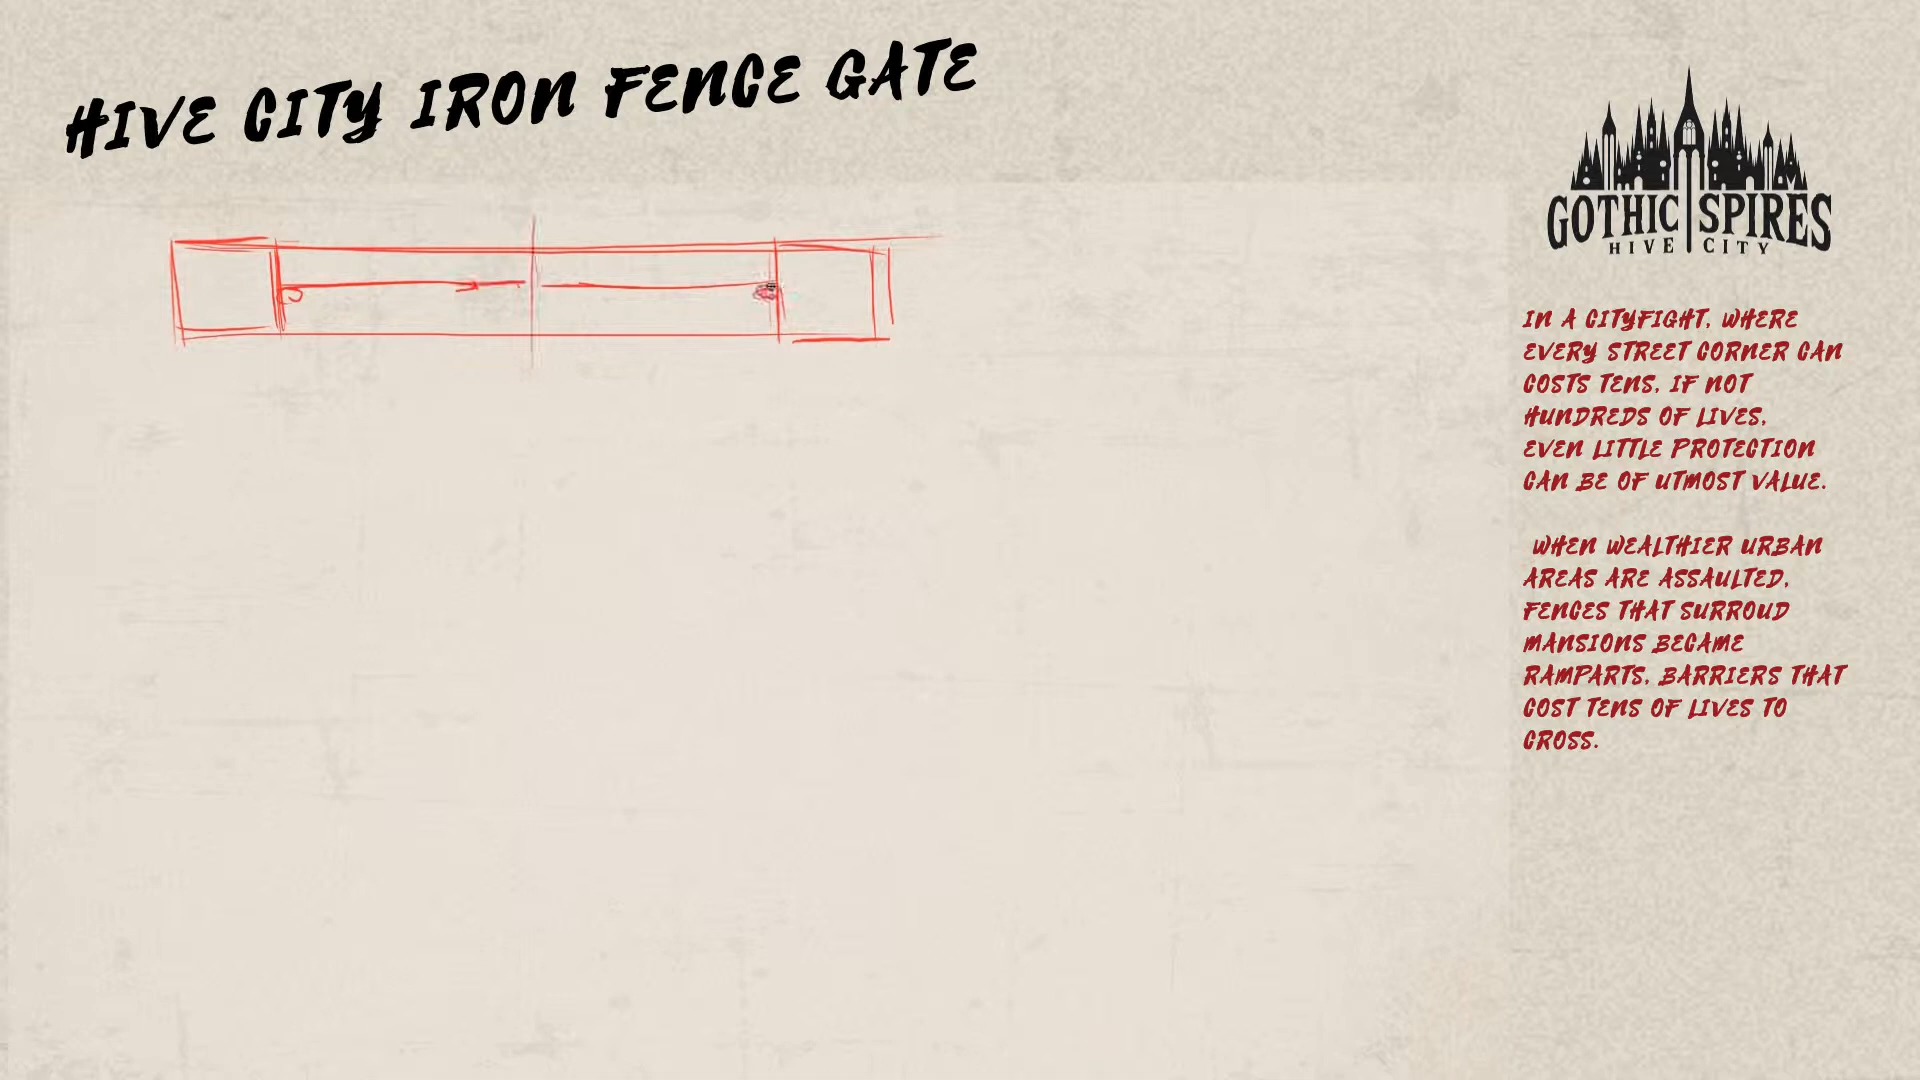 HIVE CITY IRON FENCE GATE
GOTHIC SPIRES
HIVE CITY
IN A CITYFIGHT, WHERE
EVERY STREET CORNER CAN
COSTS TENS, IF NOT
HUNDREDS OF LIVES,
EVEN LITTLE PROTECTION
CAN BE OF UTMOST VALUE.
WHEN WEALTHIER URBAN
AREAS ARE ASSAULTED,
FENCES THAT SURROUD
MANSIONS BECAME
RAMPARTS, BARRIERS THAT
COST TENS OF LIVES TO
CROSS.